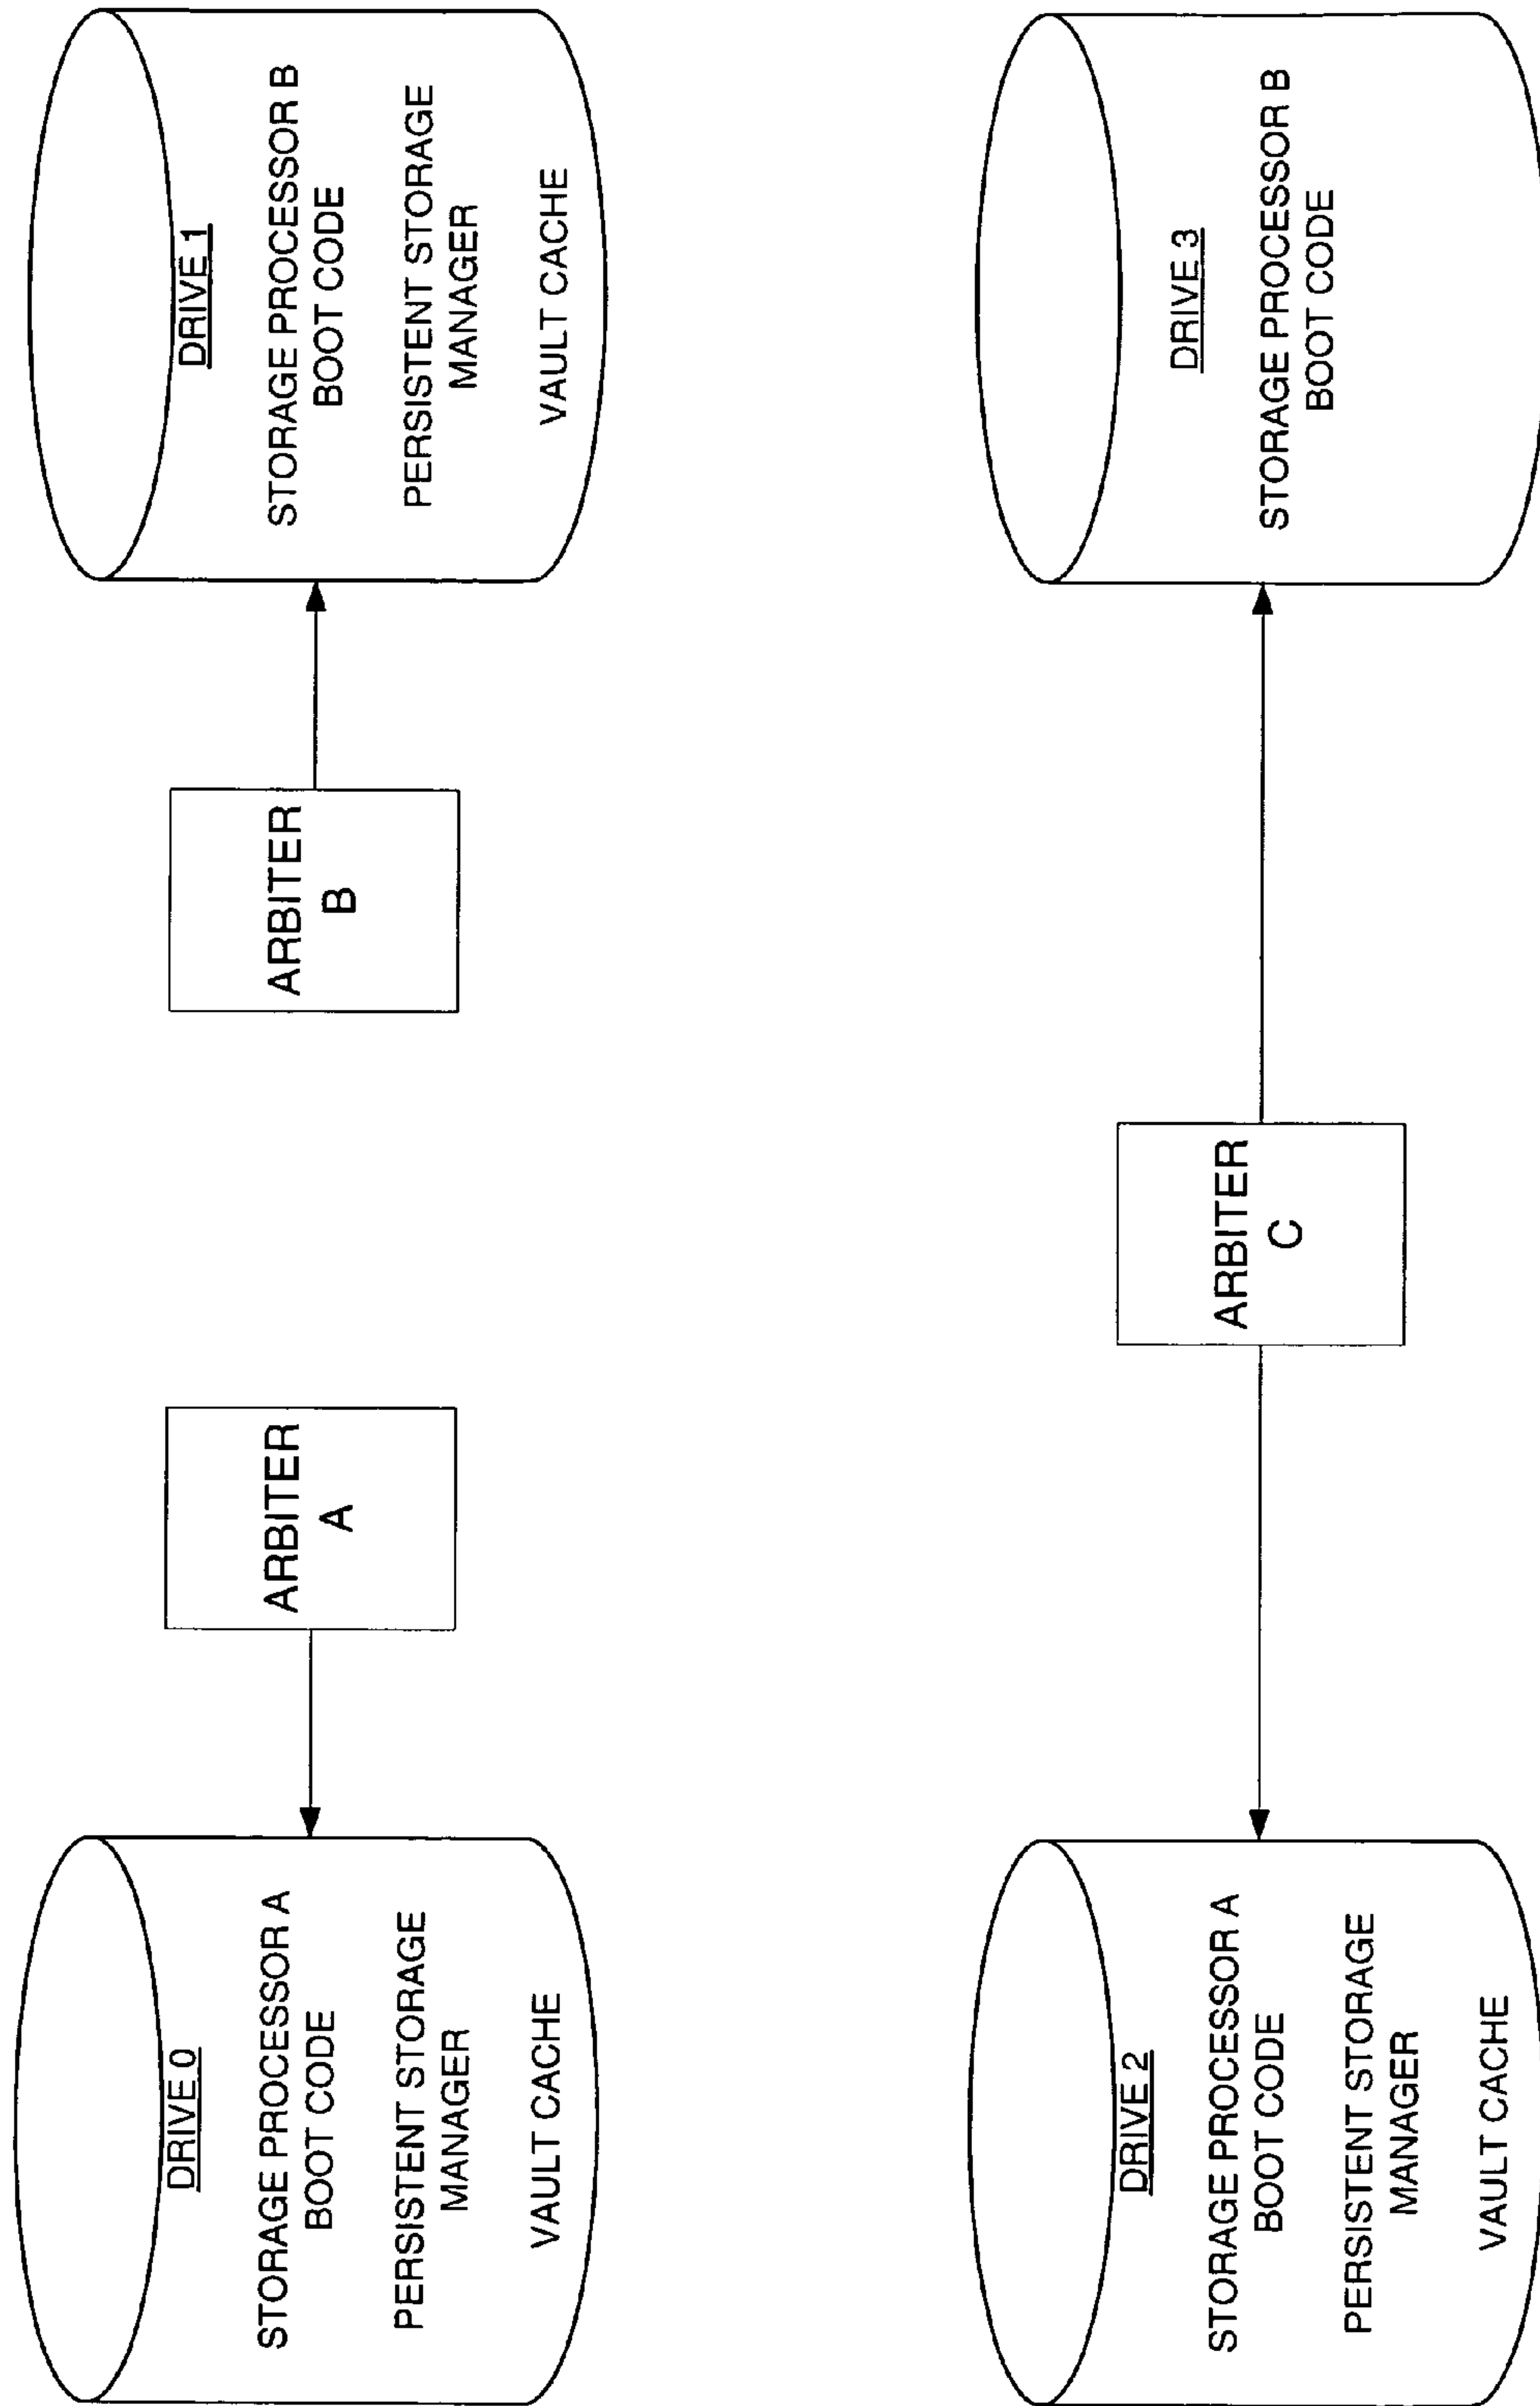 DRIVE 0
STORAGE PROCESSOR A
BOOT CODE
PERSISTENT STORAGE
MANAGER
VAULT CACHE
ARBITER
A
ARBITER
B
DRIVE 1
STORAGE PROCESSOR B
BOOT CODE
PERSISTENT STORAGE
MANAGER
VAULT CACHE
DRIVE 2
STORAGE PROCESSOR A
BOOT CODE
PERSISTENT STORAGE
MANAGER
VAULT CACHE
ARBITER
C
DRIVE 3
STORAGE PROCESSOR B
BOOT CODE